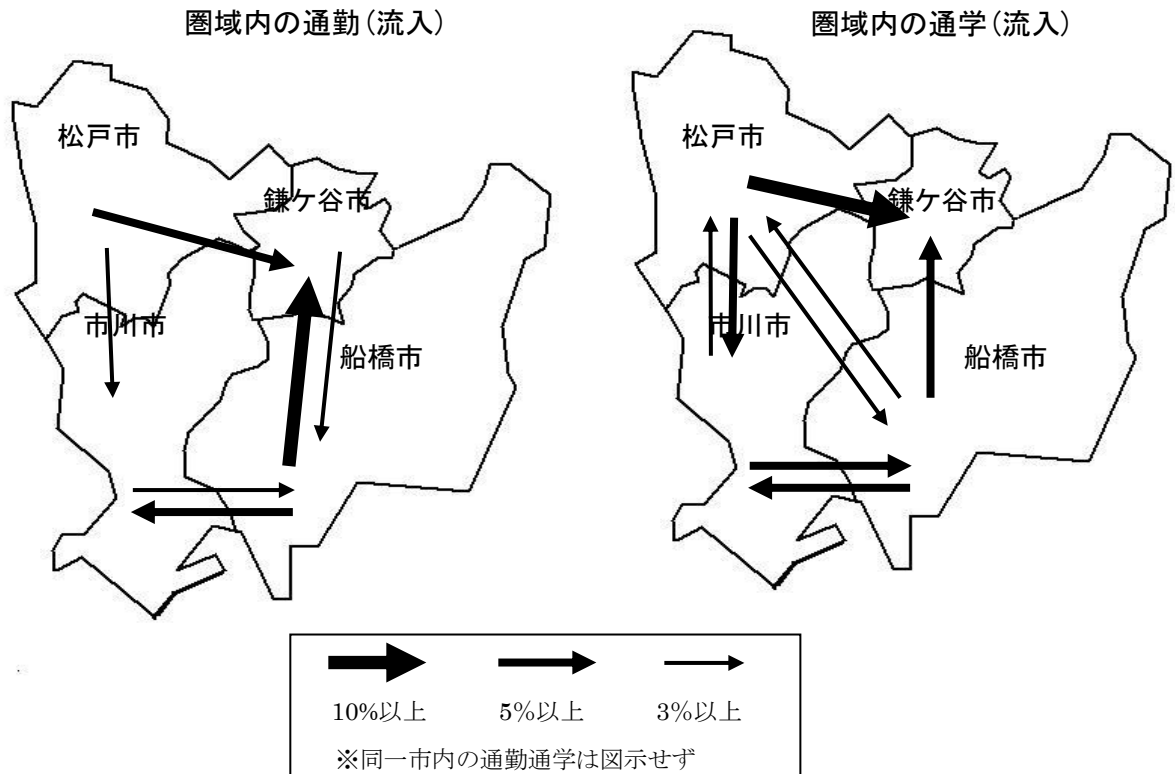 圏域内の通勤(流入)
松戸市
鎌ケ谷市
市川市
船橋市
圏域内の通学(流入)
松戸市
鎌ケ谷市
市川市
船橋市
10%以上 5%以上 3%以上
※同一市内の通勤通学は図示せず